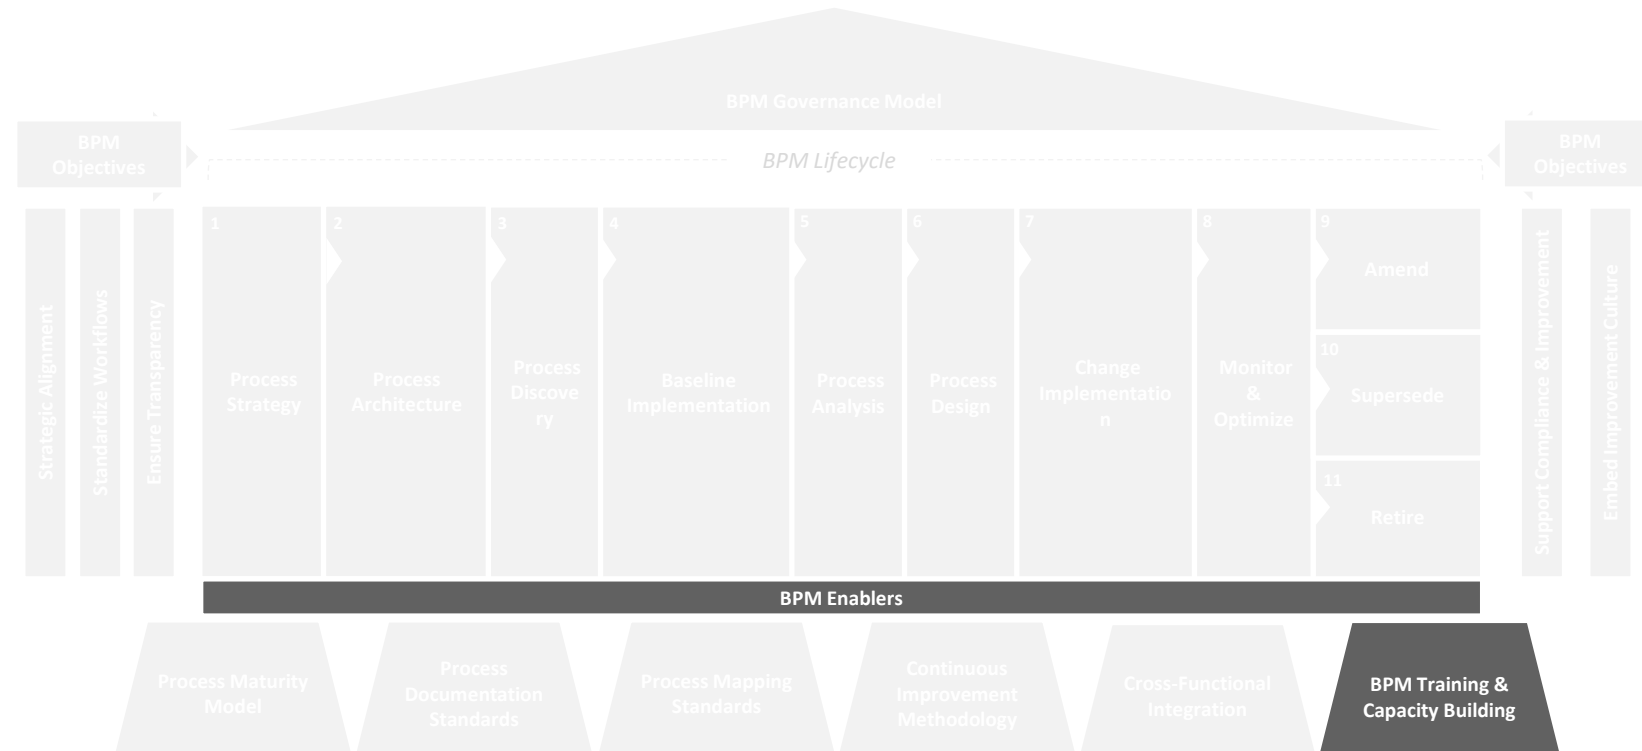 BPM Governance Model
BPM
Objectives
BPM Lifecycle
BPM
Objectives
Strategic Alignment
Standardize Workflows
Ensure Transparency
1
Process
Strategy
2
Process
Architecture
3
Process
Discove
ry
4
Baseline
Implementation
5
Process
Analysis
6
Process
Design
7
Change
Implementatio
n
8
Monitor
&
Optimize
9
Amend
10
Supersede
11
Retire
Support Compliance & Improvement
Embed Improvement Culture
BPM Enablers
Process Maturity
Model
Process
Documentation
Standards
Process Mapping
Standards
Continuous
Improvement
Methodology
Cross-Functional
Integration
BPM Training &
Capacity Building